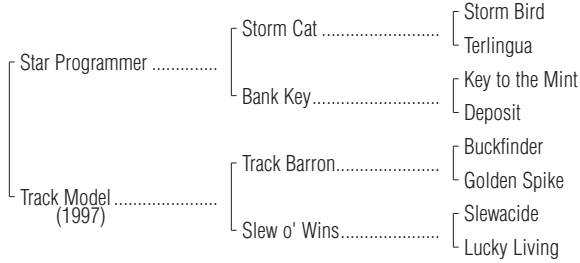 Storm Bird
Storm Cat ........................
Terlingua
Star Programmer .............
Key to the Mint
Bank Key..........................
Deposit
Buckfinder
Track Barron.....................
Golden Spike
Track Model .....................
(1997)
Slewacide
Slew o' Wins....................
Lucky Living